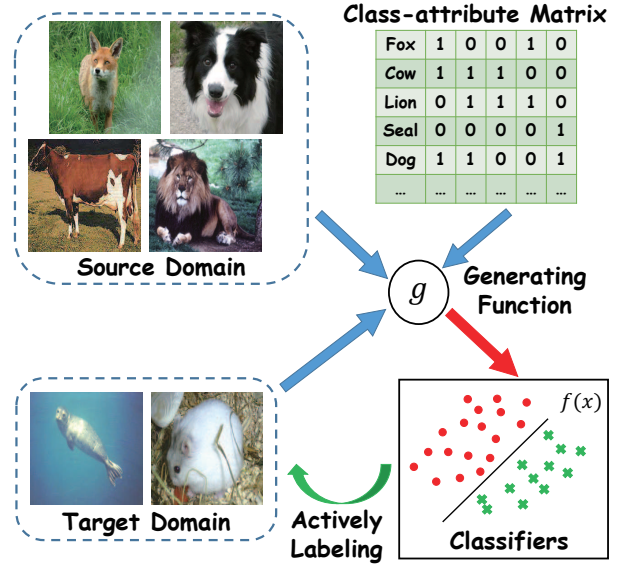 Class-attribute Matrix
Fox 1 0 0 1 0
Cow 1 1 1 0 0
Lion 0 1 1 1 0
Seal 0 0 0 0 1
Dog 1 1 0 0 1
... ... ... ... ... ...
Source Domain
g
Generating
Function
f(x)
Target Domain
Actively
Labeling
Classifiers